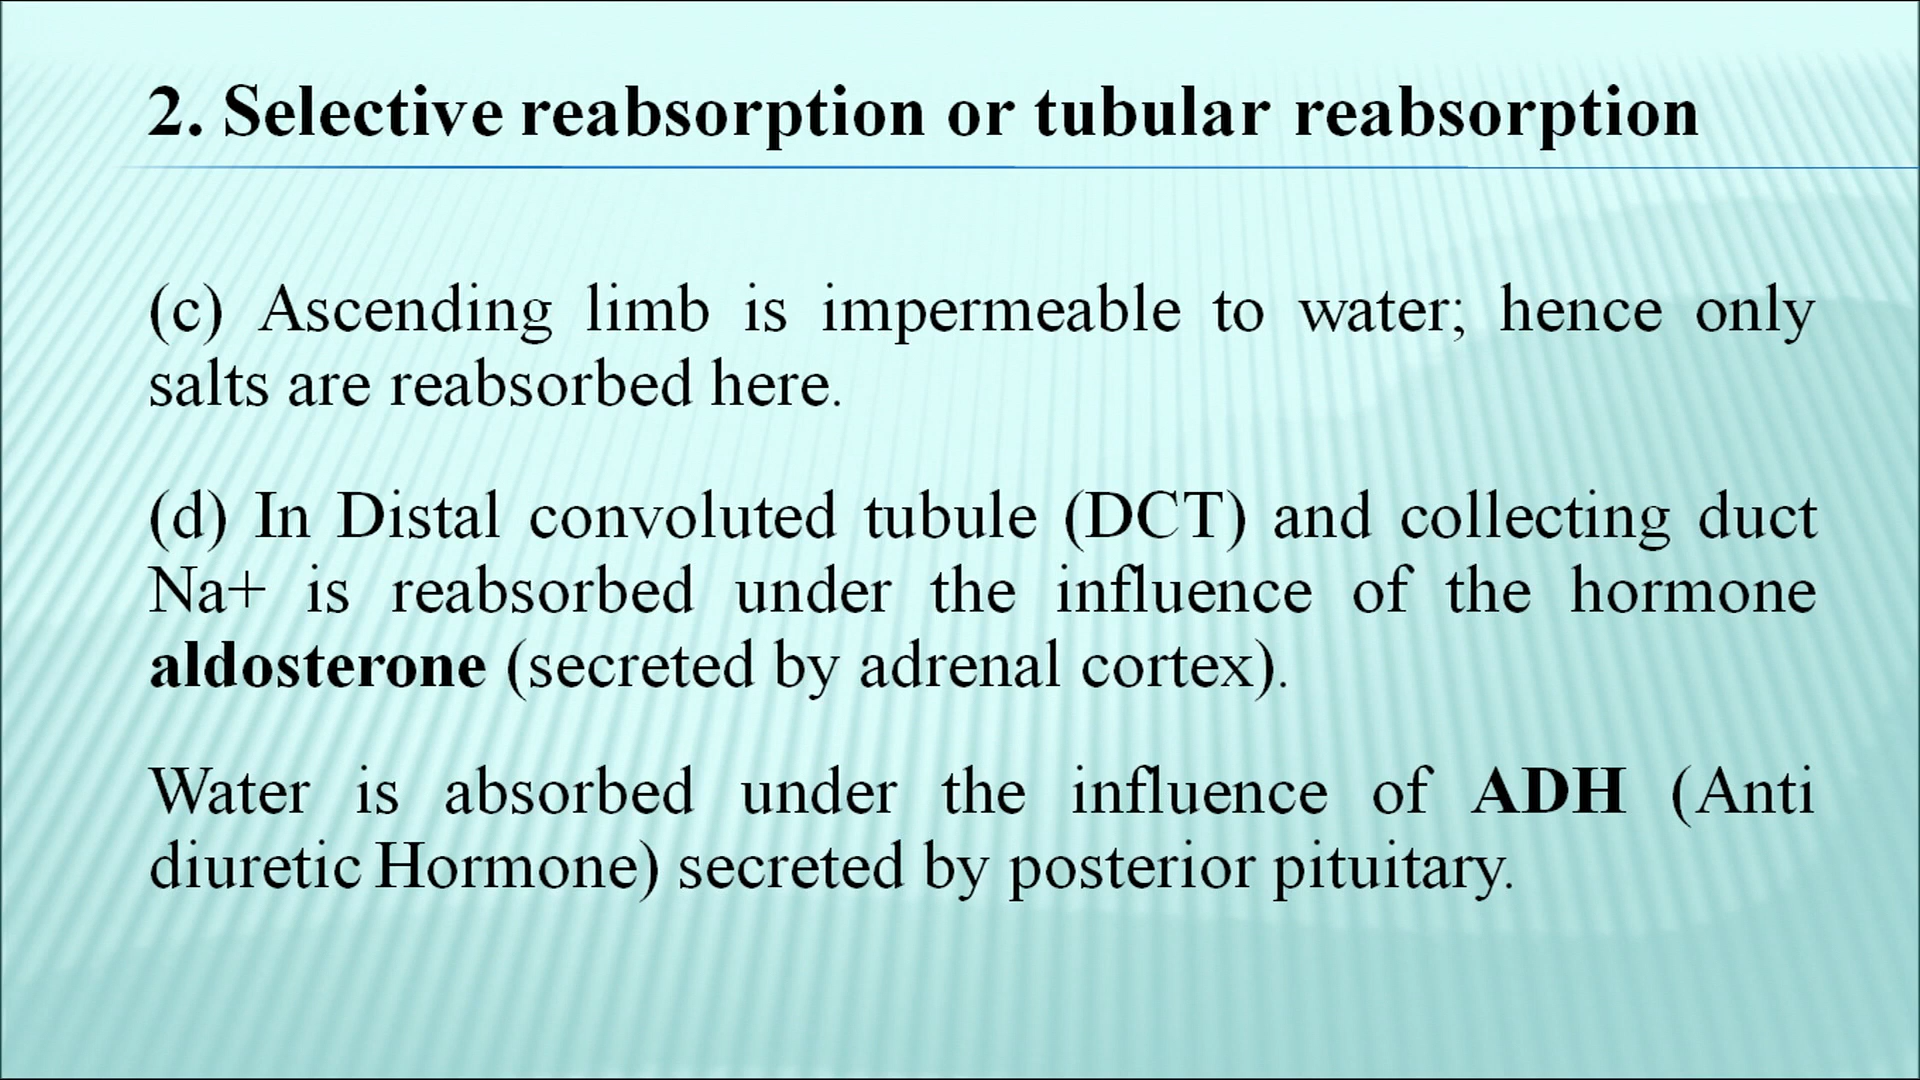 2. Selective reabsorption or tubular reabsorption
(c) Ascending limb is impermeable to water; hence only
salts are reabsorbed here.
(d) In Distal convoluted tubule (DCT) and collecting duct
Na+ is reabsorbed under the influence of the hormone
aldosterone (secreted by adrenal cortex).
Water is absorbed under the influence of ADH (Anti
diuretic Hormone) secreted by posterior pituitary.